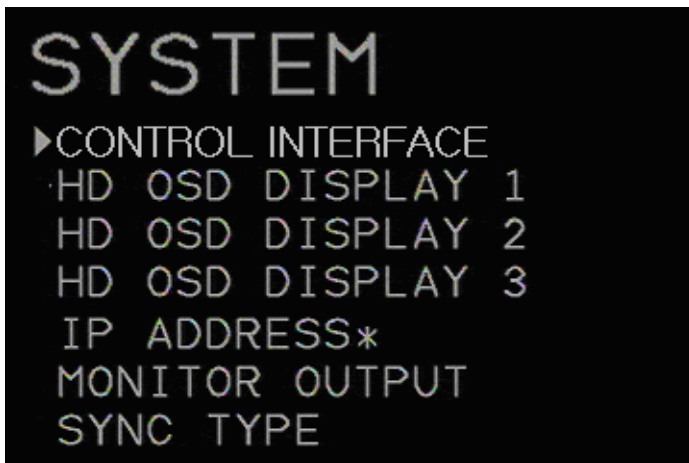 SYSTEM
CONTROL INTERFACE
HD OSD DISPLAY 1
HD OSD DISPLAY 2
HD OSD DISPLAY 3
IP ADDRESS*
MONITOR OUTPUT
SYNC TYPE